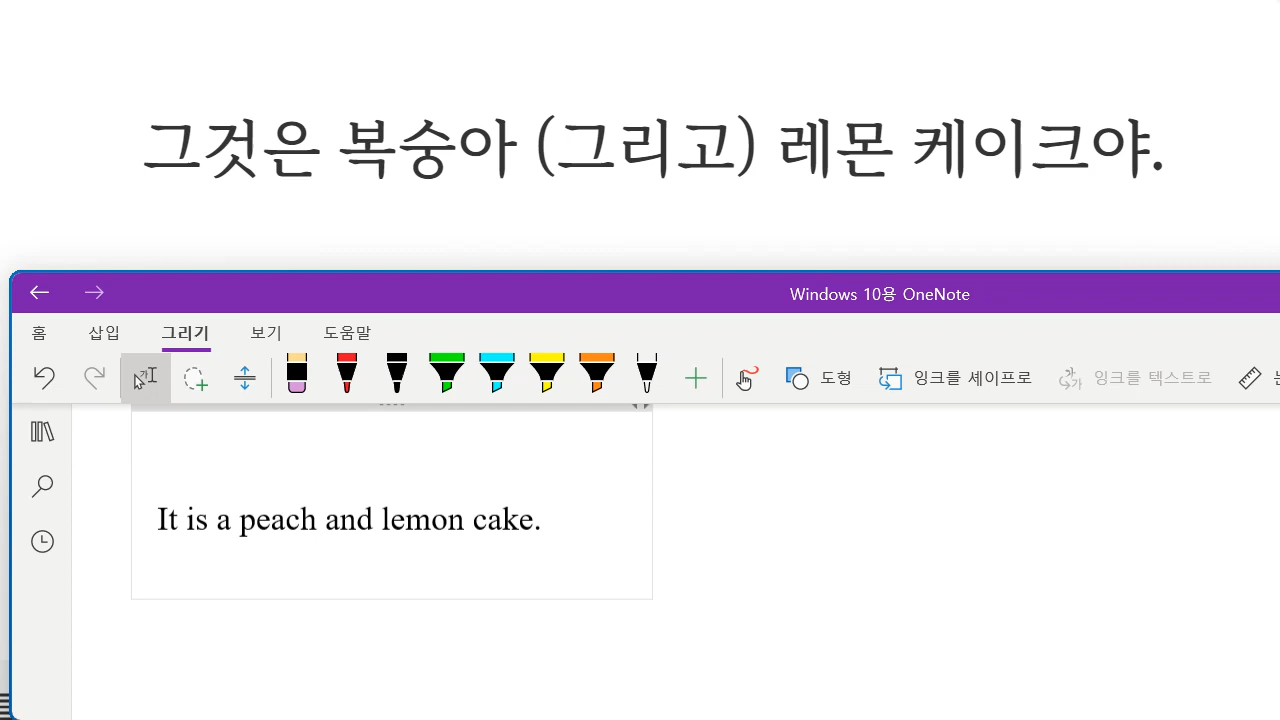 그것은 복숭아 (그리고) 레몬 케이크야.
Windows 10용 OneNote
홈 삽입 그리기 보기 도움말
도형 잉크를 셰이프로 잉크를 텍스트로
It is a peach and lemon cake.